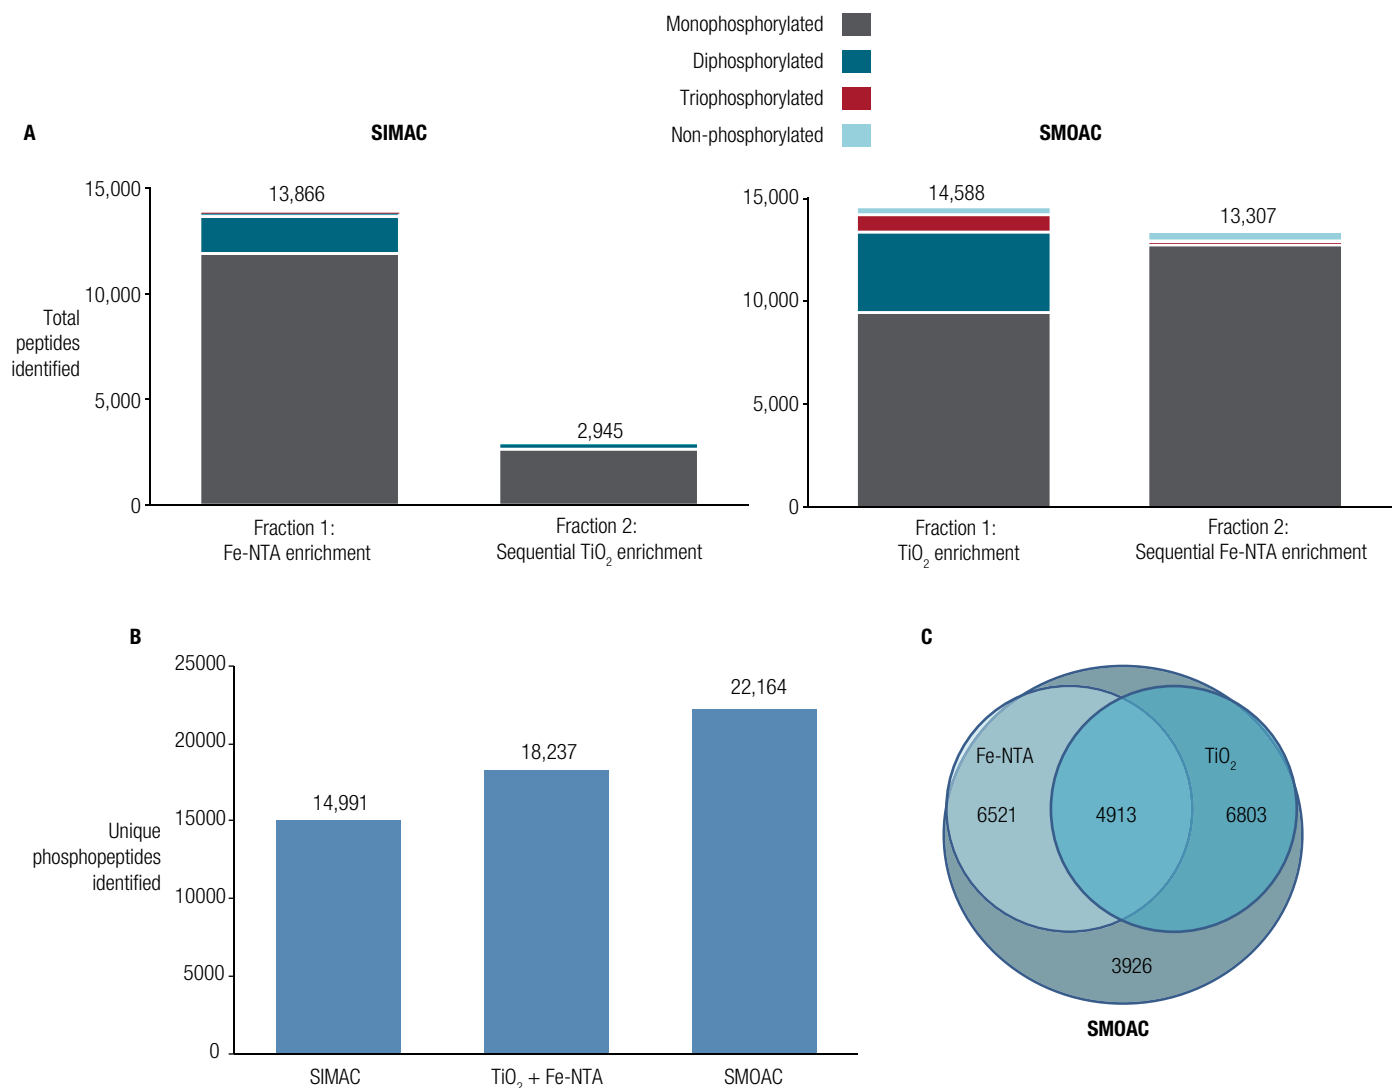 Monophosphorylated
Diphosphorylated
Triophosphorylated
Non-phosphorylated
A
SIMAC
SMOAC
Total
peptides
identified
15,000
10,000
5,000
0
13,866
2,945
Fraction 1:
Fe-NTA enrichment
Fraction 2:
Sequential TiO₂ enrichment
15,000
10,000
5,000
0
14,588
13,307
Fraction 1:
TiO₂ enrichment
Fraction 2:
Sequential Fe-NTA enrichment
B
Unique
phosphopeptides
identified
25000
20000
15000
10000
5000
0
14,991
18,237
22,164
SIMAC
TiO₂ + Fe-NTA
SMOAC
C
Fe-NTA
TiO₂
6521
4913
6803
3926
SMOAC